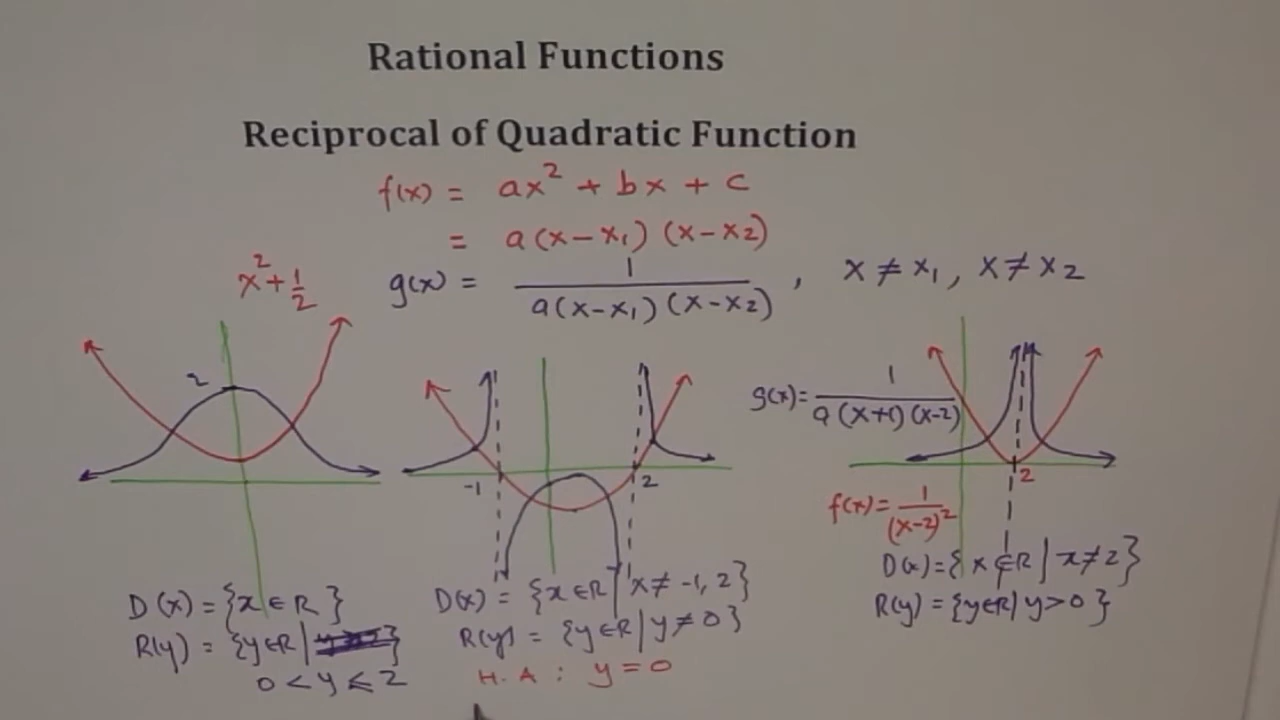 Rational Functions
Reciprocal of Quadratic Function
f(x) = ax² + bx + c
= a(x-x₁)(x-x₂)
g(x) = 1/(a(x-x₁)(x-x₂)), x ≠ x₁, x ≠ x₂
x² + 1/2
2
-1
2
g(x) = 1/(a(x+1)(x-2))
2
f(x) = 1/(x-2)²
D(x) = {x ∈ R}
R(y) = {y ∈ R | }
0 < y ≤ 2
D(x) = {x ∈ R | x ≠ -1, 2}
R(y) = {y ∈ R | y ≠ 0}
H.A : y = 0
D(x) = {x ∈ R | x ≠ 2}
R(y) = {y ∈ R | y > 0}